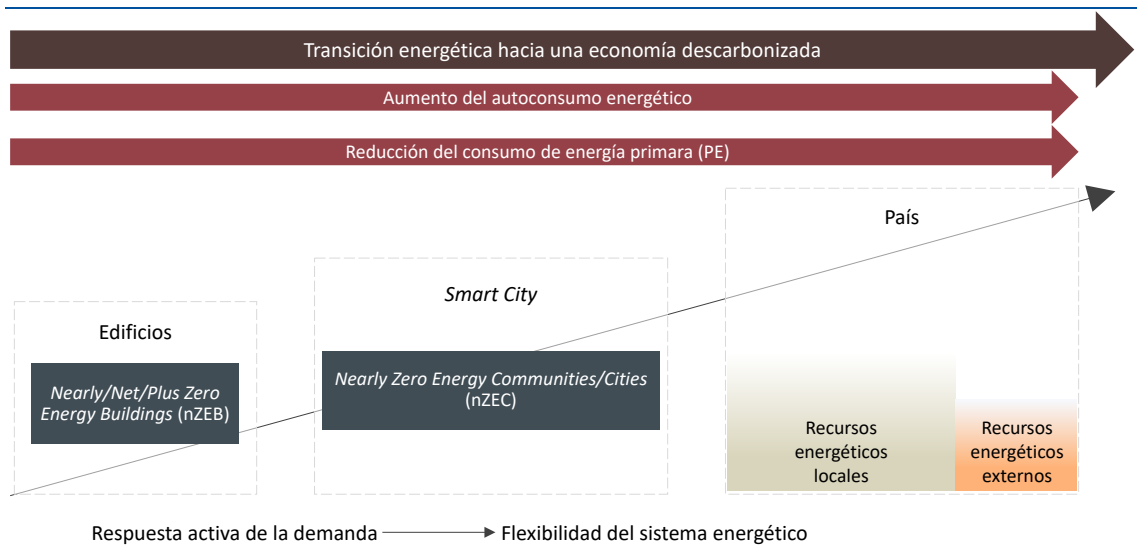 Transición energética hacia una economía descarbonizada
Aumento del autoconsumo energético
Reducción del consumo de energía primaria (PE)
País
Smart City
Edificios
Nearly/Net/Plus Zero
Energy Buildings (nZEB)
Nearly Zero Energy Communities/Cities
(nZEC)
Recursos
energéticos
locales
Recursos
energéticos
externos
Respuesta activa de la demanda
Flexibilidad del sistema energético